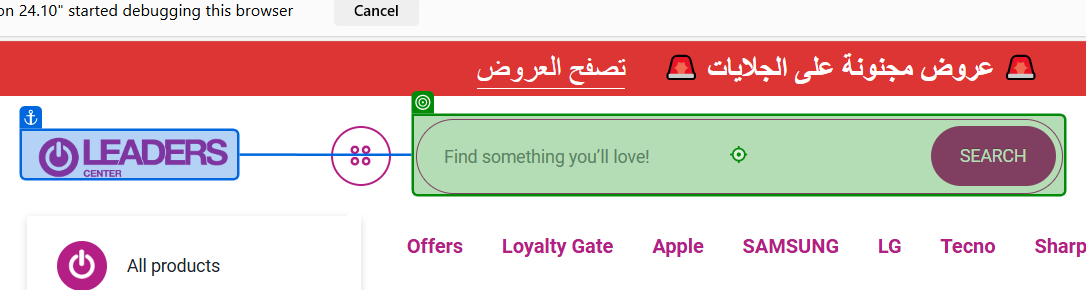 on 24.10" started debugging this browser
Cancel
🚨 عروض مجنونة على الجلايات 🚨 تصفح العروض
LEADERS
CENTER
Find something you’ll love!
SEARCH
Offers Loyalty Gate Apple SAMSUNG LG Tecno Sharp
All products